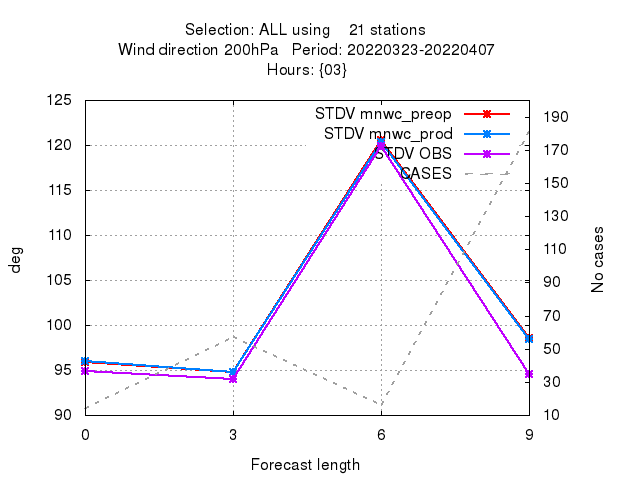 Selection: ALL using 21 stations
Wind direction 200hPa Period: 20220323-20220407
Hours: {03}
125
120
115
110
105
100
95
90
190
170
150
130
110
90
70
50
30
10
STDV mnwc_preop
STDV mnwc_prod
STDV OBS
CASES
deg
No cases
0 3 6 9
Forecast length